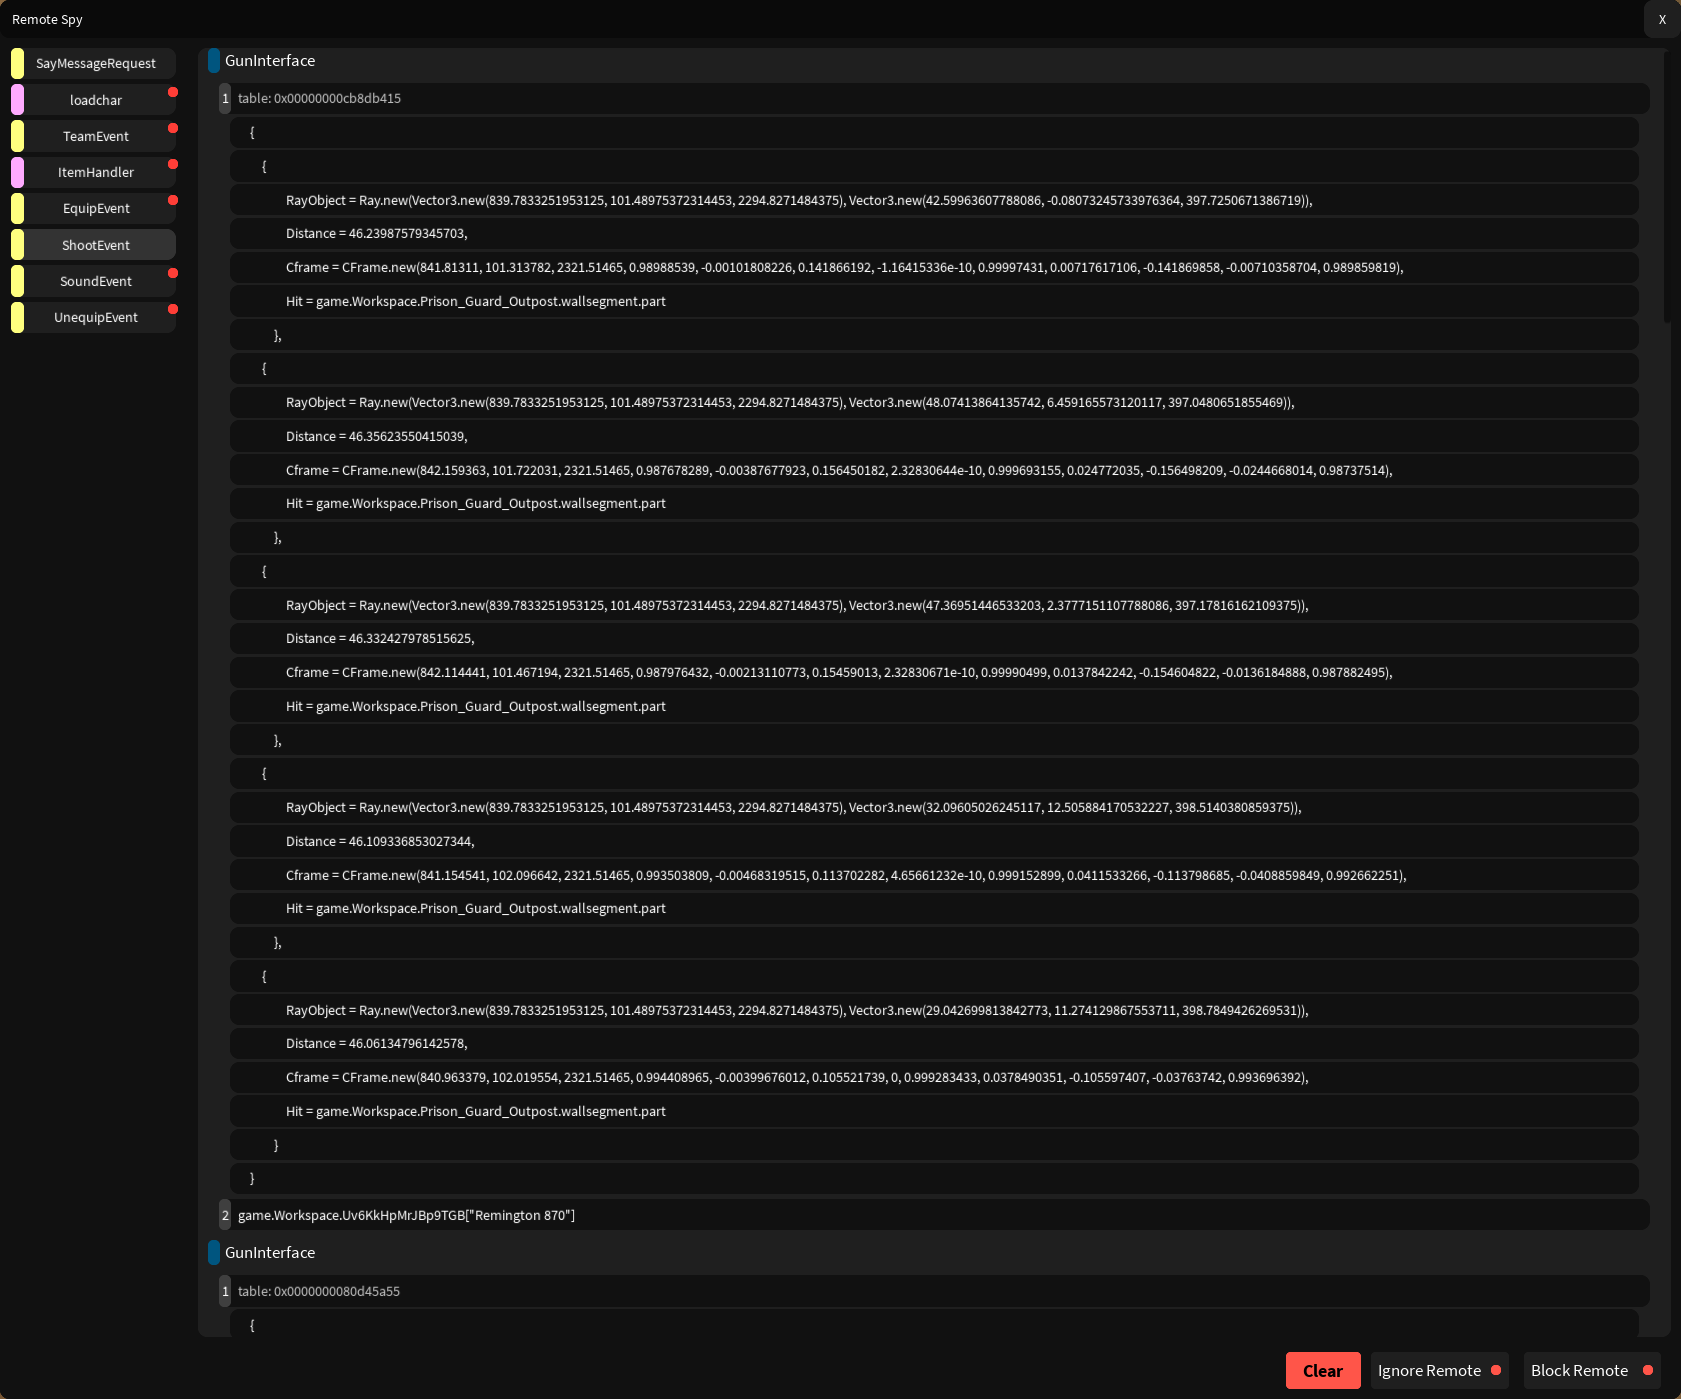 Remote Spy
X
SayMessageRequest
loadchar
TeamEvent
ItemHandler
EquipEvent
ShootEvent
SoundEvent
UnequipEvent
GunInterface
1 table: 0x00000000cb8db415
{
{
RayObject = Ray.new(Vector3.new(839.7833251953125, 101.48975372314453, 2294.8271484375), Vector3.new(42.59963607788086, -0.08073245733976364, 397.7250671386719)),
Distance = 46.23987579345703,
Cframe = CFrame.new(841.81311, 101.313782, 2321.51465, 0.98988539, -0.00101808226, 0.141866192, -1.16415336e-10, 0.99997431, 0.00717617106, -0.141869858, -0.00710358704, 0.989859819),
Hit = game.Workspace.Prison_Guard_Outpost.wallsegment.part
},
{
RayObject = Ray.new(Vector3.new(839.7833251953125, 101.48975372314453, 2294.8271484375), Vector3.new(48.07413864135742, 6.459165573120117, 397.0480651855469)),
Distance = 46.35623550415039,
Cframe = CFrame.new(842.159363, 101.722031, 2321.51465, 0.987678289, -0.00387677923, 0.156450182, 2.32830644e-10, 0.999693155, 0.024772035, -0.156498209, -0.0244668014, 0.98737514),
Hit = game.Workspace.Prison_Guard_Outpost.wallsegment.part
},
{
RayObject = Ray.new(Vector3.new(839.7833251953125, 101.48975372314453, 2294.8271484375), Vector3.new(47.36951446533203, 2.3777151107788086, 397.17816162109375)),
Distance = 46.332427978515625,
Cframe = CFrame.new(842.114441, 101.467194, 2321.51465, 0.987976432, -0.00213110773, 0.15459013, 2.32830671e-10, 0.99990499, 0.0137842242, -0.154604822, -0.0136184888, 0.987882495),
Hit = game.Workspace.Prison_Guard_Outpost.wallsegment.part
},
{
RayObject = Ray.new(Vector3.new(839.7833251953125, 101.48975372314453, 2294.8271484375), Vector3.new(32.09605026245117, 12.505884170532227, 398.5140380859375)),
Distance = 46.109336853027344,
Cframe = CFrame.new(841.154541, 102.096642, 2321.51465, 0.993503809, -0.00468319515, 0.113702282, 4.65661232e-10, 0.999152899, 0.0411533266, -0.113798685, -0.0408859849, 0.992662251),
Hit = game.Workspace.Prison_Guard_Outpost.wallsegment.part
},
{
RayObject = Ray.new(Vector3.new(839.7833251953125, 101.48975372314453, 2294.8271484375), Vector3.new(29.042699813842773, 11.274129867553711, 398.7849426269531)),
Distance = 46.06134796142578,
Cframe = CFrame.new(840.963379, 102.019554, 2321.51465, 0.994408965, -0.00399676012, 0.105521739, 0, 0.999283433, 0.0378490351, -0.105597407, -0.03763742, 0.993696392),
Hit = game.Workspace.Prison_Guard_Outpost.wallsegment.part
}
}
2 game.Workspace.Uv6KkHpMrJBp9TGB["Remington 870"]
GunInterface
1 table: 0x0000000080d45a55
{
Clear
Ignore Remote
Block Remote